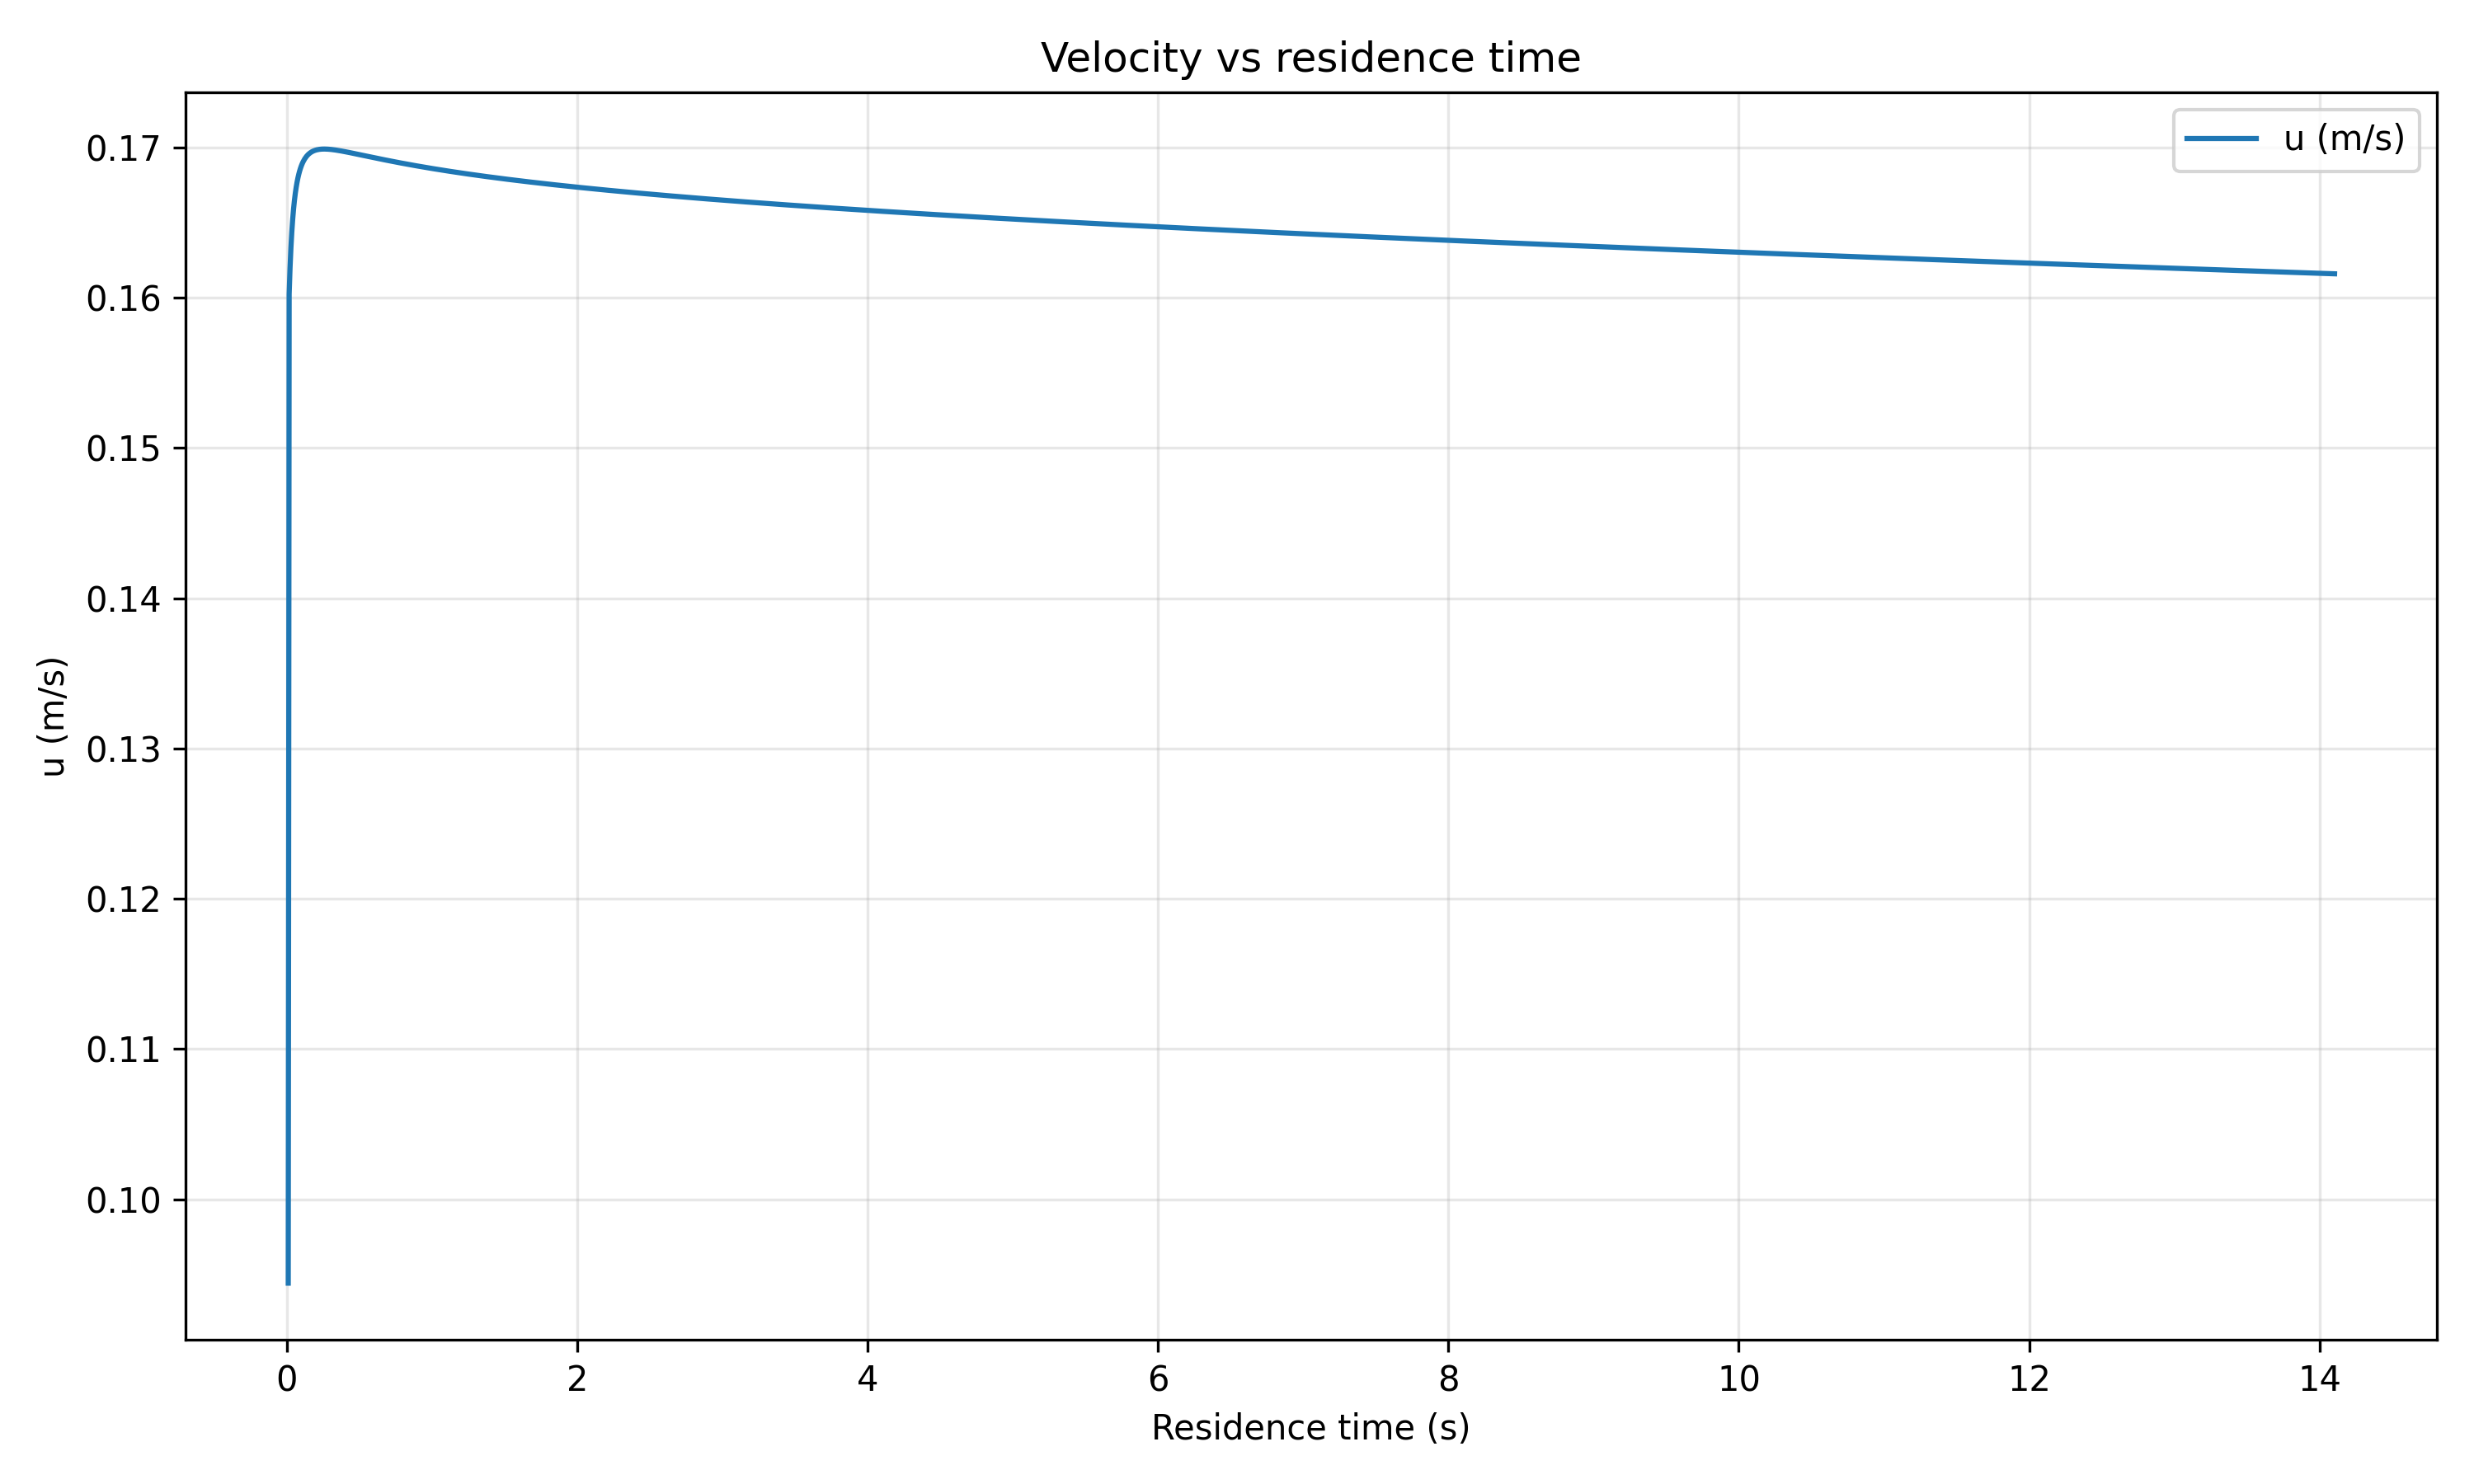 Velocity vs residence time
u (m/s)
0.17
0.16
0.15
0.14
0.13
0.12
0.11
0.10
u (m/s)
0 2 4 6 8 10 12 14
Residence time (s)